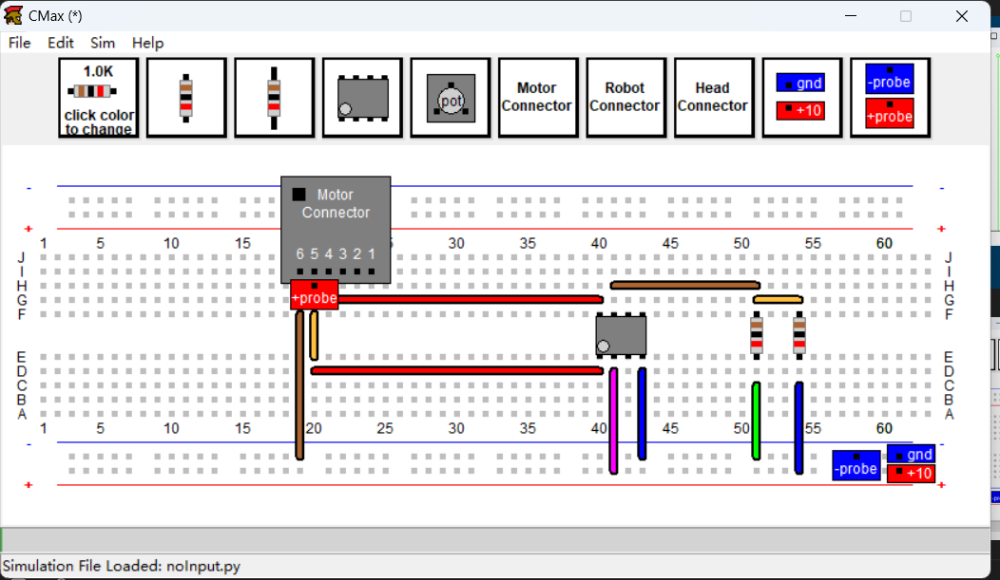 CMax (*)
File Edit Sim Help
1.0K
click color
to change
pot
Motor
Connector
Robot
Connector
Head
Connector
gnd
+10
-probe
+probe
- -
Motor
Connector
+ +
1 5 10 15 30 35 40 45 50 55 60
6 5 4 3 2 1
J J
I I
H H
G G
+probe
F F
E E
D D
C C
B B
A A
1 5 10 15 20 25 30 35 40 45 50 55 60
- -
gnd
-probe
+10
+ +
Simulation File Loaded: noInput.py